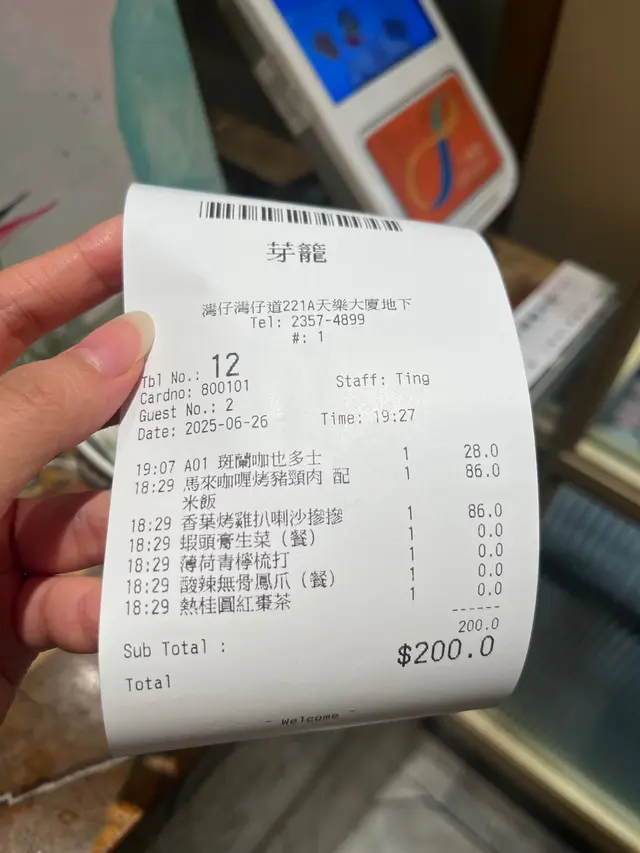 芽籠
灣仔灣仔道221A天樂大廈地下
Tel: 2357-4899
#: 1
Tbl No.: 12
Cardno: 800101
Staff: Ting
Guest No.: 2
Date: 2025-06-26 Time: 19:27
19:07 A01 斑蘭咖也多士 1 28.0
18:29 馬來咖喱烤豬頸肉 配 1 86.0
米飯
18:29 香葉烤雞扒喇沙摻摻 1 86.0
18:29 蝦頭膏生菜（餐） 1 0.0
18:29 薄荷青檸梳打 1 0.0
18:29 酸辣無骨鳳爪（餐） 1 0.0
18:29 熱桂圓紅棗茶 1 0.0
------
Sub Total : 200.0
Total $200.0
- Welcome -